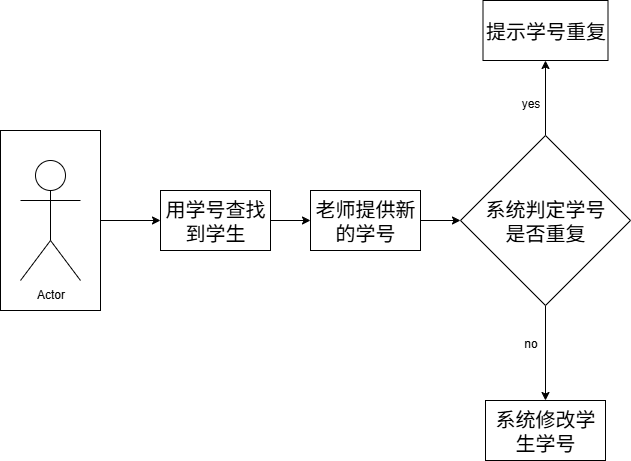 提示学号重复
yes
用学号查找
到学生
老师提供新
的学号
系统判定学号
是否重复
Actor
no
系统修改学
生学号